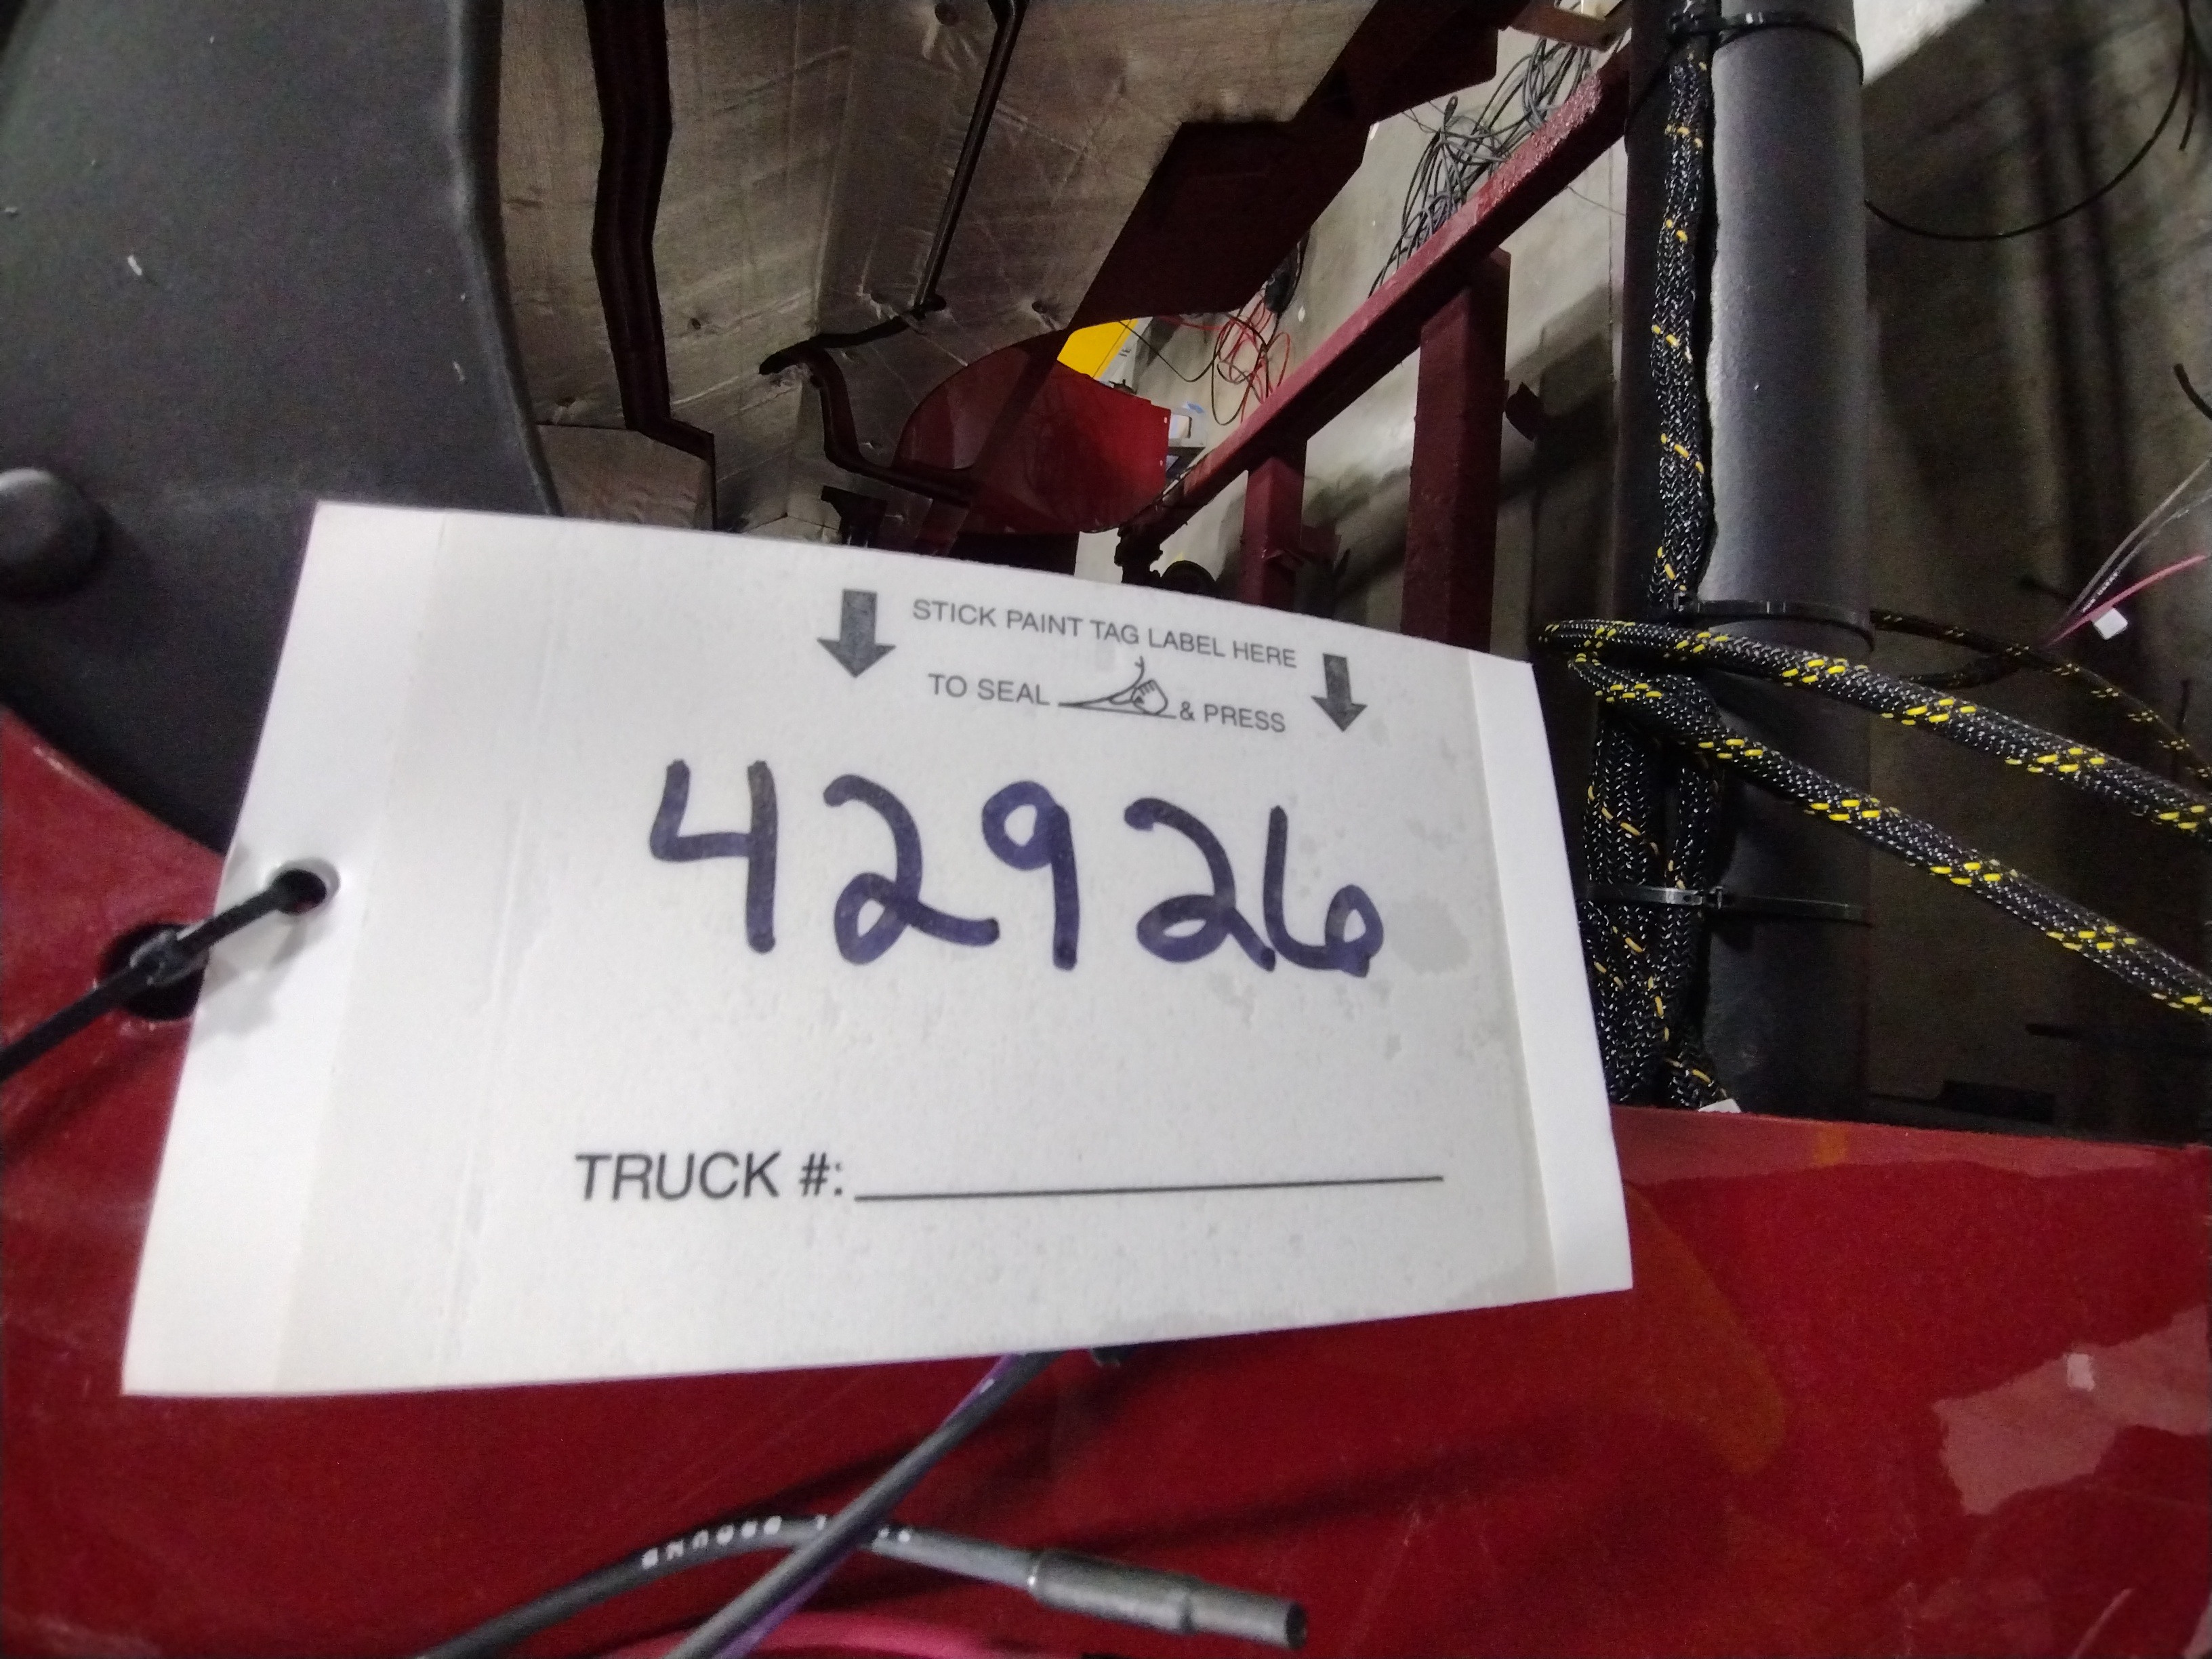 STICK PAINT TAG LABEL HERE
TO SEAL & PRESS
42926
TRUCK #: